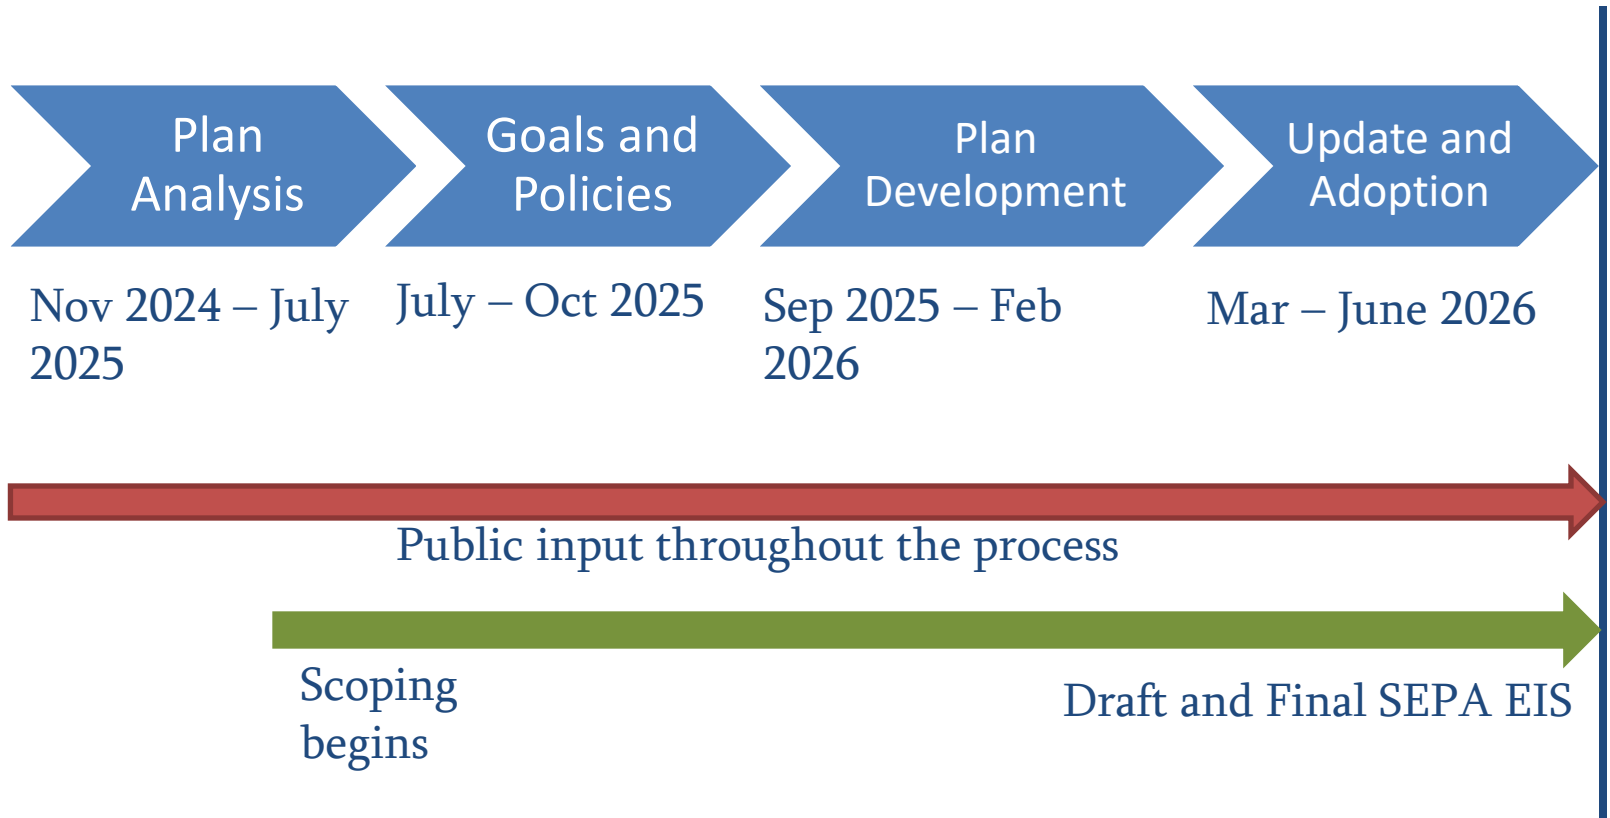 Plan
Analysis
Goals and
Policies
Plan
Development
Update and
Adoption
Nov 2024 – July
2025
July – Oct 2025
Sep 2025 – Feb
2026
Mar – June 2026
Public input throughout the process
Scoping
begins
Draft and Final SEPA EIS